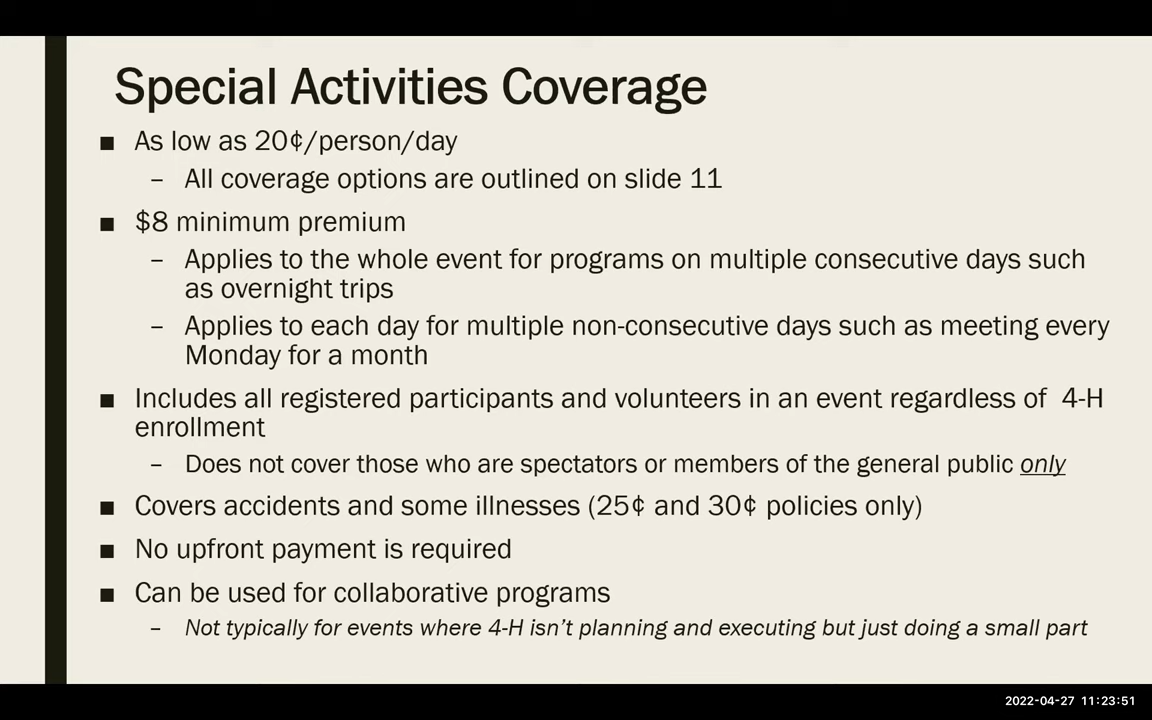 Special Activities Coverage
■ As low as 20¢/person/day
– All coverage options are outlined on slide 11
■ $8 minimum premium
– Applies to the whole event for programs on multiple consecutive days such
as overnight trips
– Applies to each day for multiple non-consecutive days such as meeting every
Monday for a month
■ Includes all registered participants and volunteers in an event regardless of  4-H
enrollment
– Does not cover those who are spectators or members of the general public only
■ Covers accidents and some illnesses (25¢ and 30¢ policies only)
■ No upfront payment is required
■ Can be used for collaborative programs
– Not typically for events where 4-H isn’t planning and executing but just doing a small part
2022-04-27 11:23:51